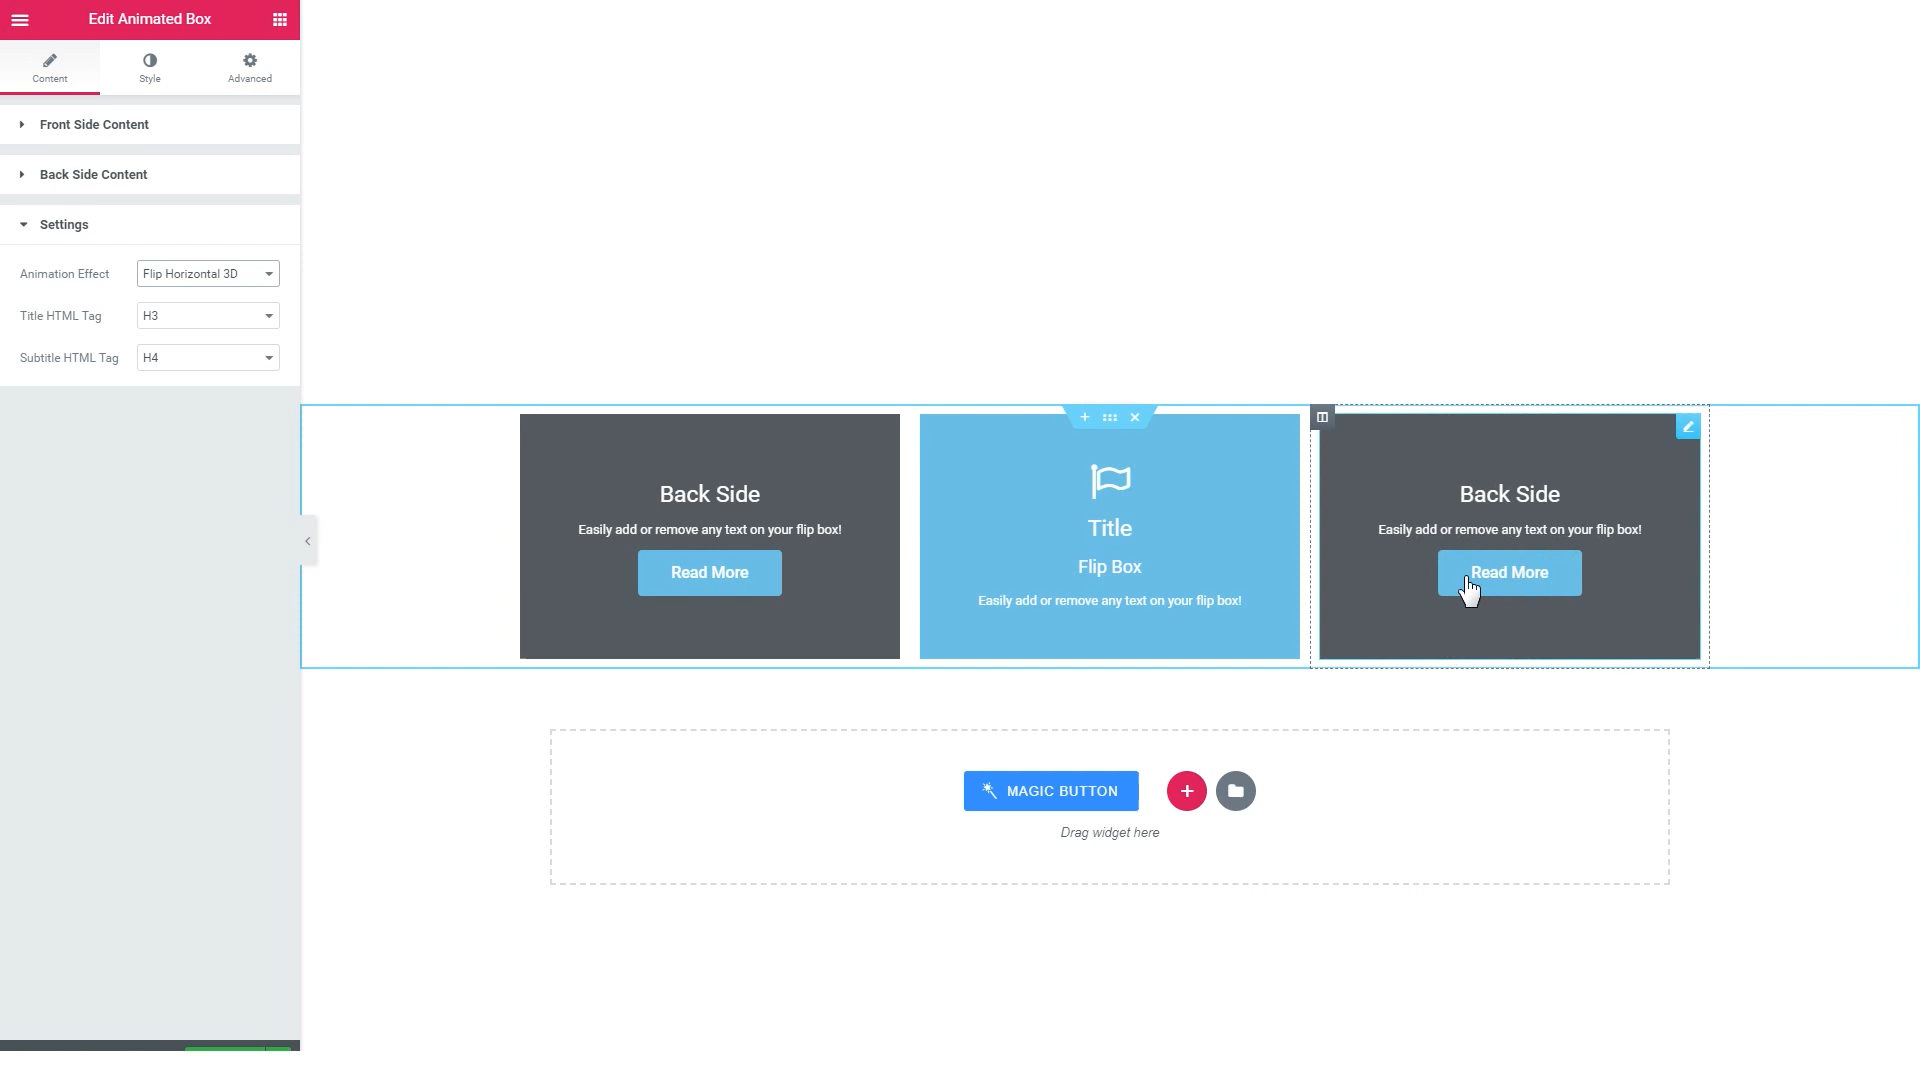 Edit Animated Box
Content
Style
Advanced
Front Side Content
Back Side Content
Settings
Animation Effect
Flip Horizontal 3D
Title HTML Tag
H3
Subtitle HTML Tag
H4
Back Side
Easily add or remove any text on your flip box!
Read More
Title
Flip Box
Easily add or remove any text on your flip box!
Back Side
Easily add or remove any text on your flip box!
Read More
MAGIC BUTTON
Drag widget here